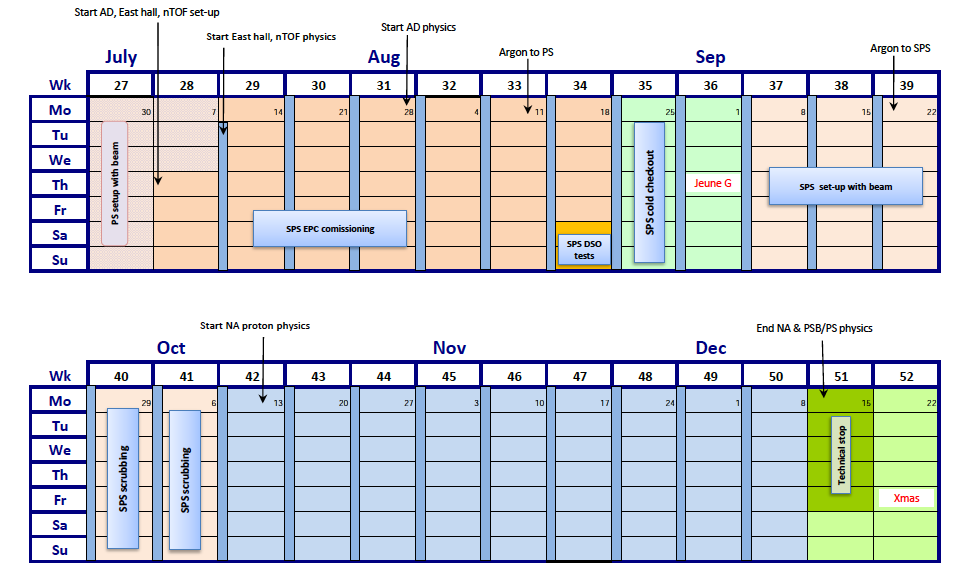 Start AD, East hall, nTOF set-up
Start East hall, nTOF physics
Start AD physics
Argon to PS
Argon to SPS
July Aug Sep
Wk 27 28 29 30 31 32 33 34 35 36 37 38 39
Mo 30 7 14 21 28 4 11 18 25 1 8 15 22
Tu
We
Th
Fr
Sa
Su
PS setup with beam
SPS EPC comissioning
SPS DSO
tests
SPS cold checkout
Jeune G
SPS set-up with beam
Start NA proton physics
End NA & PSB/PS physics
Oct Nov Dec
Wk 40 41 42 43 44 45 46 47 48 49 50 51 52
Mo 29 6 13 20 27 3 10 17 24 1 8 15 22
Tu
We
Th
Fr
Sa
Su
SPS scrubbing
SPS scrubbing
Technical stop
Xmas